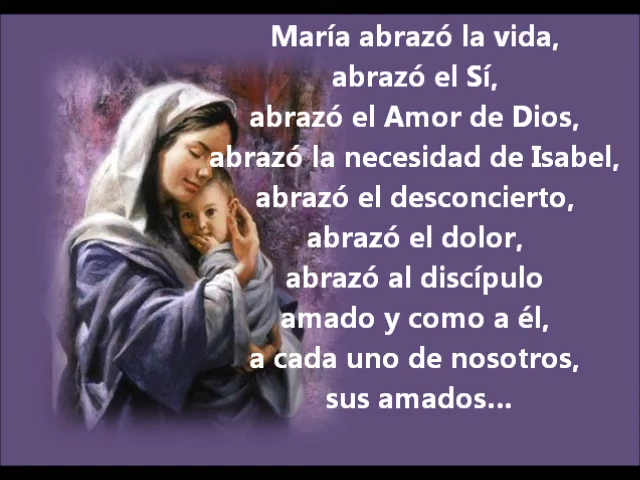 María abrazó la vida,
abrazó el Sí,
abrazó el Amor de Dios,
abrazó la necesidad de Isabel,
abrazó el desconcierto,
abrazó el dolor,
abrazó al discípulo
amado y como a él,
a cada uno de nosotros,
sus amados...